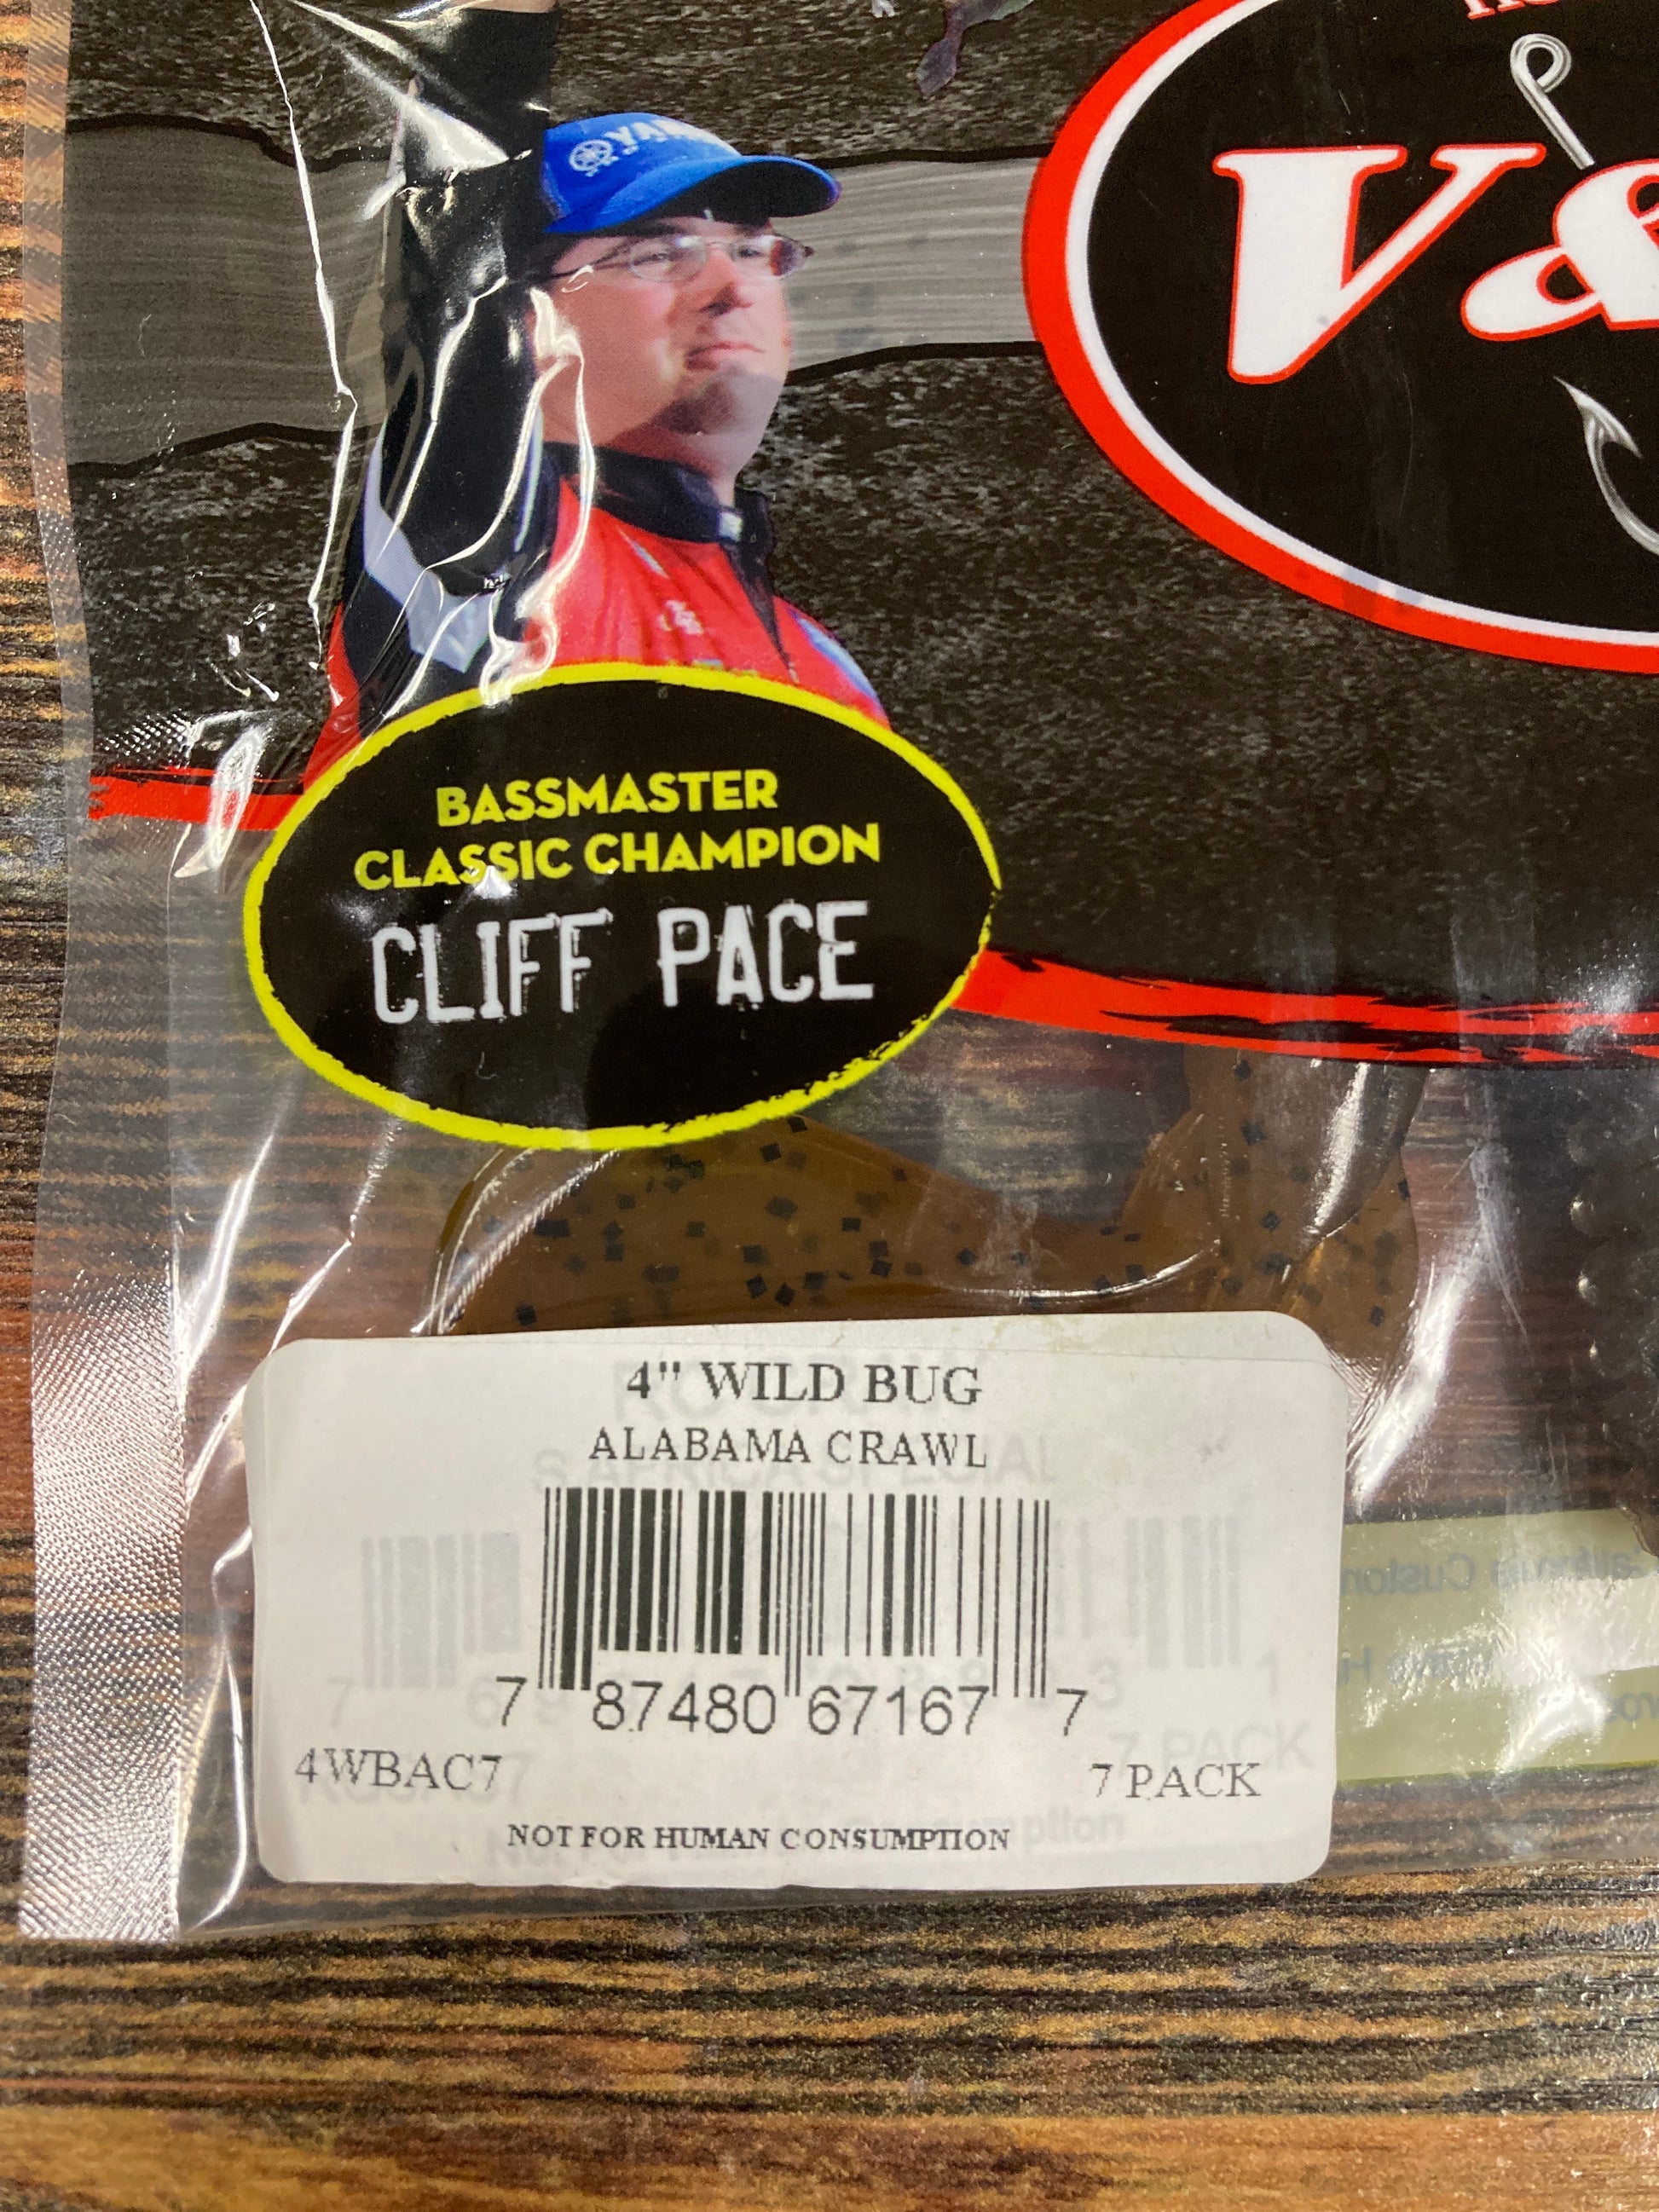 V&
BASSMASTER
CLASSIC CHAMPION
CLIFF PACE
4" WILD BUG
ALABAMA CRAWL
7 87480 67167 7
4WBAC7
7 PACK
NOT FOR HUMAN CONSUMPTION